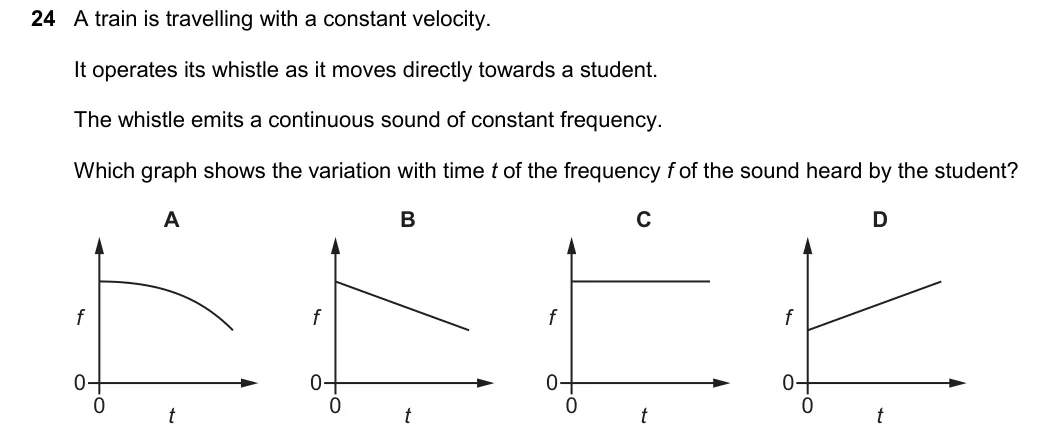 24 A train is travelling with a constant velocity.
It operates its whistle as it moves directly towards a student.
The whistle emits a continuous sound of constant frequency.
Which graph shows the variation with time t of the frequency f of the sound heard by the student?
A B C D
f f f f
0 0 0 0
0 0 0 0
t t t t